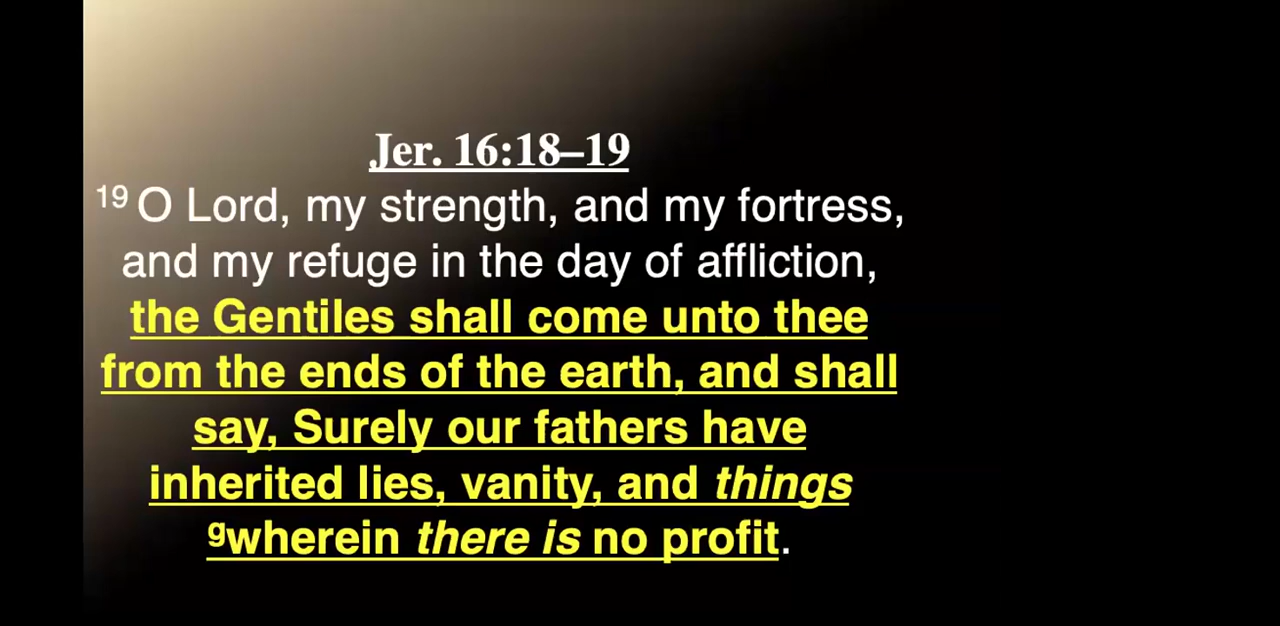 Jer. 16:18–19
19 O Lord, my strength, and my fortress,
and my refuge in the day of affliction,
the Gentiles shall come unto thee
from the ends of the earth, and shall
say, Surely our fathers have
inherited lies, vanity, and things
gwherein there is no profit.